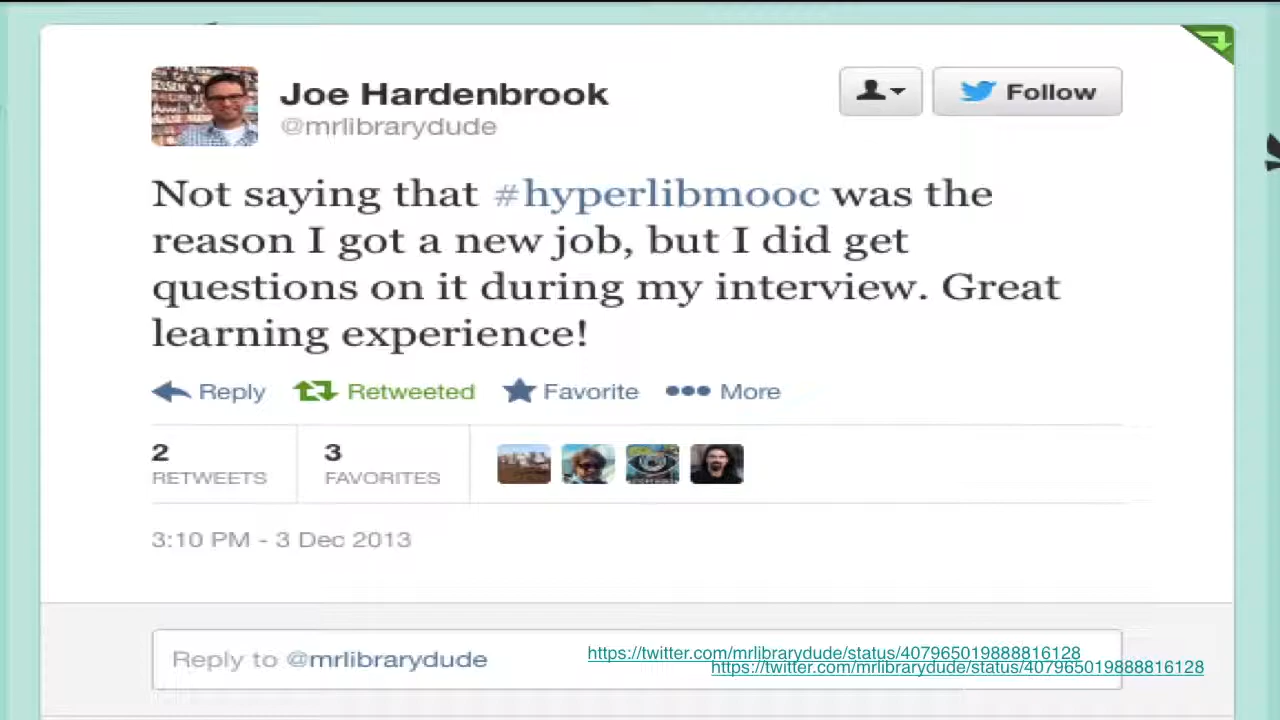 Joe Hardenbrook
@mrlibrarydude
Follow
Not saying that #hyperlibmooc was the
reason I got a new job, but I did get
questions on it during my interview. Great
learning experience!
Reply Retweeted Favorite More
2 3
RETWEETS FAVORITES
3:10 PM - 3 Dec 2013
Reply to @mrlibrarydude
https://twitter.com/mrlibrarydude/status/407965019888816128
https://twitter.com/mrlibrarydude/status/407965019888816128